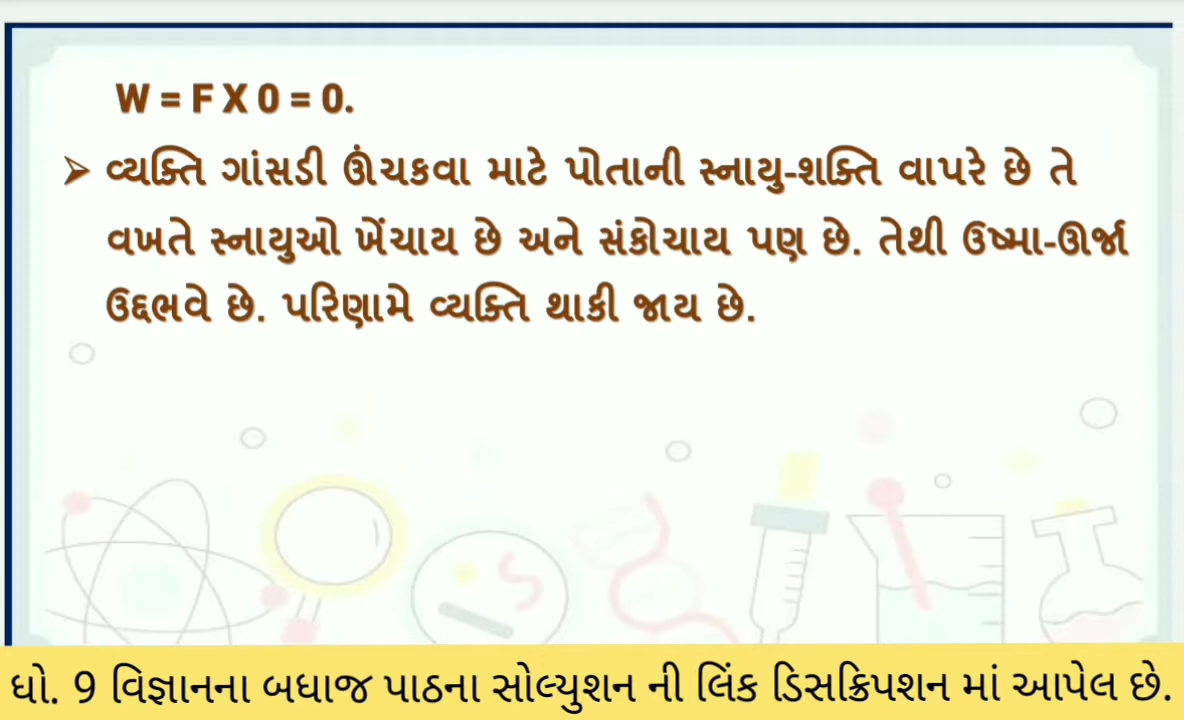 W = F X 0 = 0.
➢ વ્યક્તિ ગાંસડી ઊંચકવા માટે પોતાની સ્નાયુ-શક્તિ વાપરે છે તે
વખતે સ્નાયુઓ ખેંચાય છે અને સંકોચાય પણ છે. તેથી ઉષ્મા-ઊર્જા
ઉદ્દભવે છે. પરિણામે વ્યક્તિ થાકી જાય છે.
ધો. 9 વિજ્ઞાનના બધાજ પાઠના સોલ્યુશન ની લિંક ડિસક્રિપશન માં આપેલ છે.